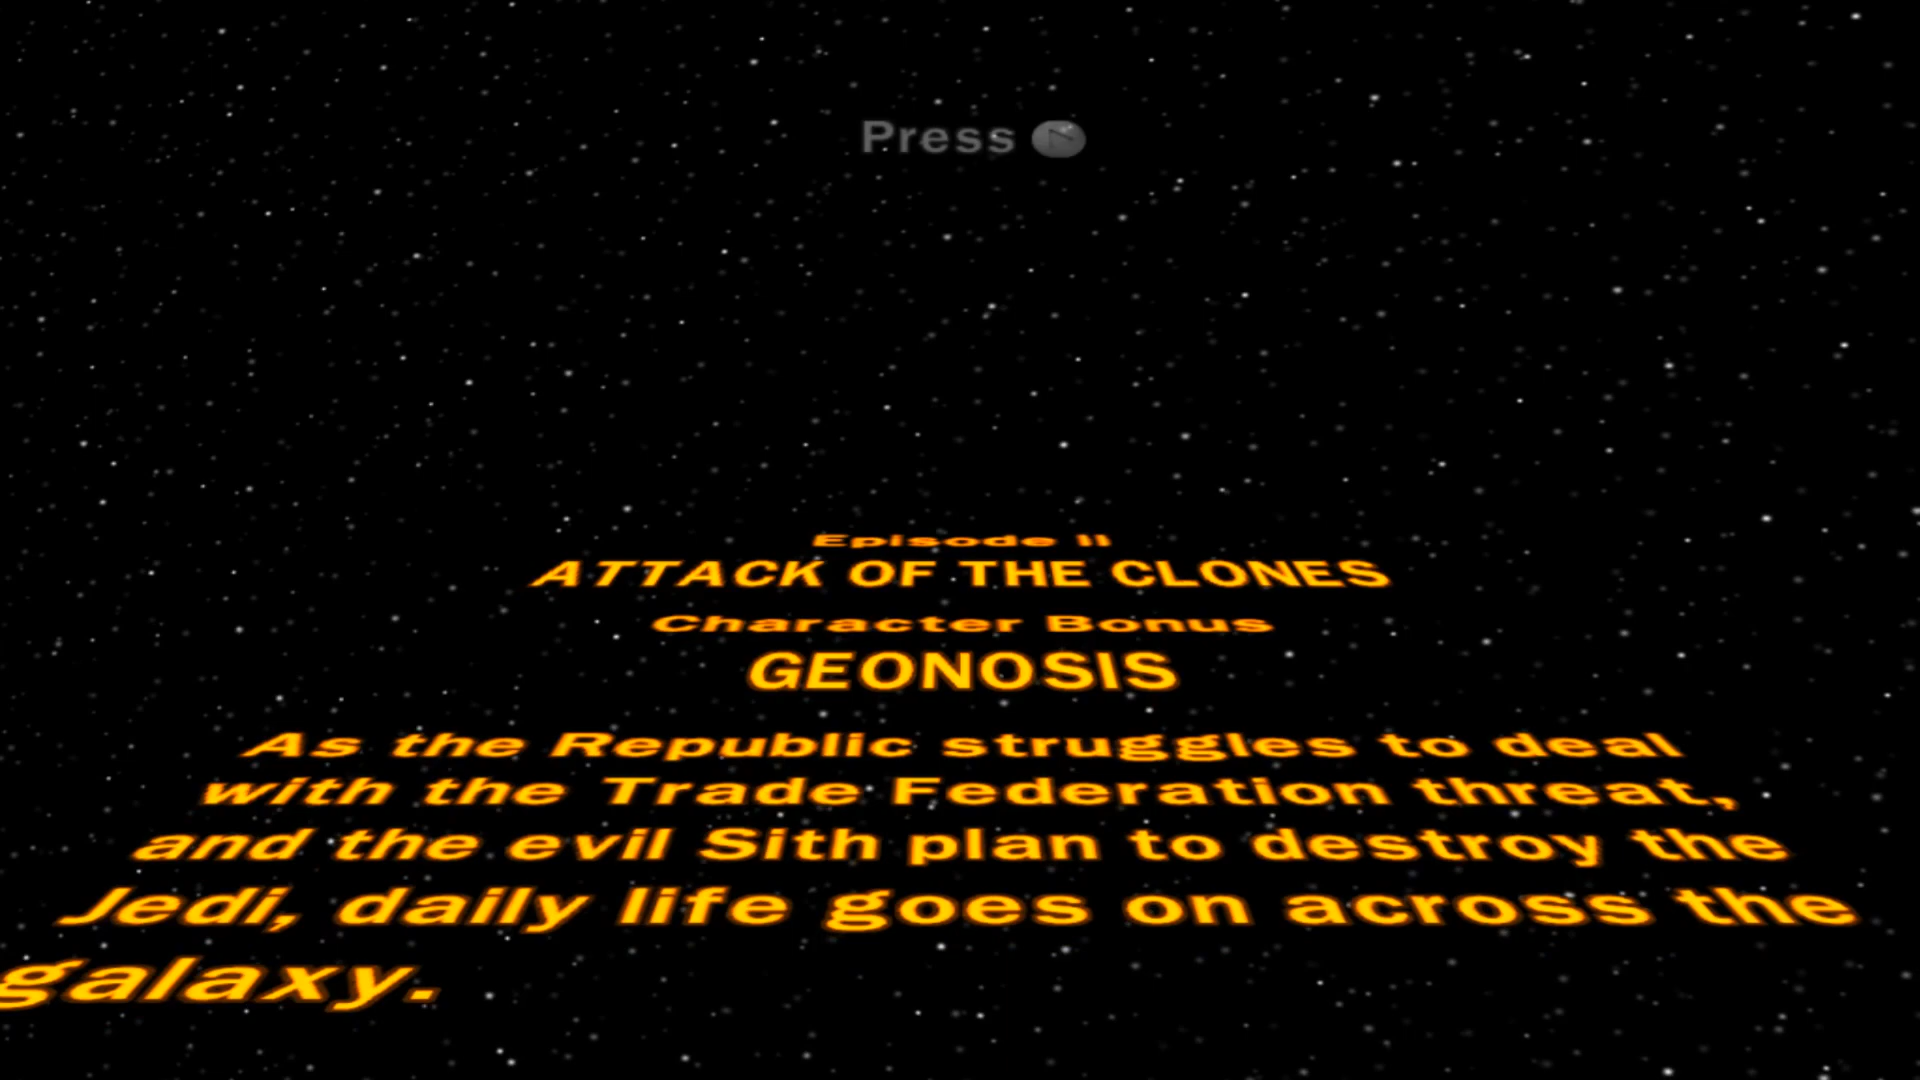 Press
Episode II
ATTACK OF THE CLONES
Character Bonus
GEONOSIS
As the Republic struggles to deal
with the Trade Federation threat,
and the evil Sith plan to destroy the
Jedi, daily life goes on across the
galaxy.